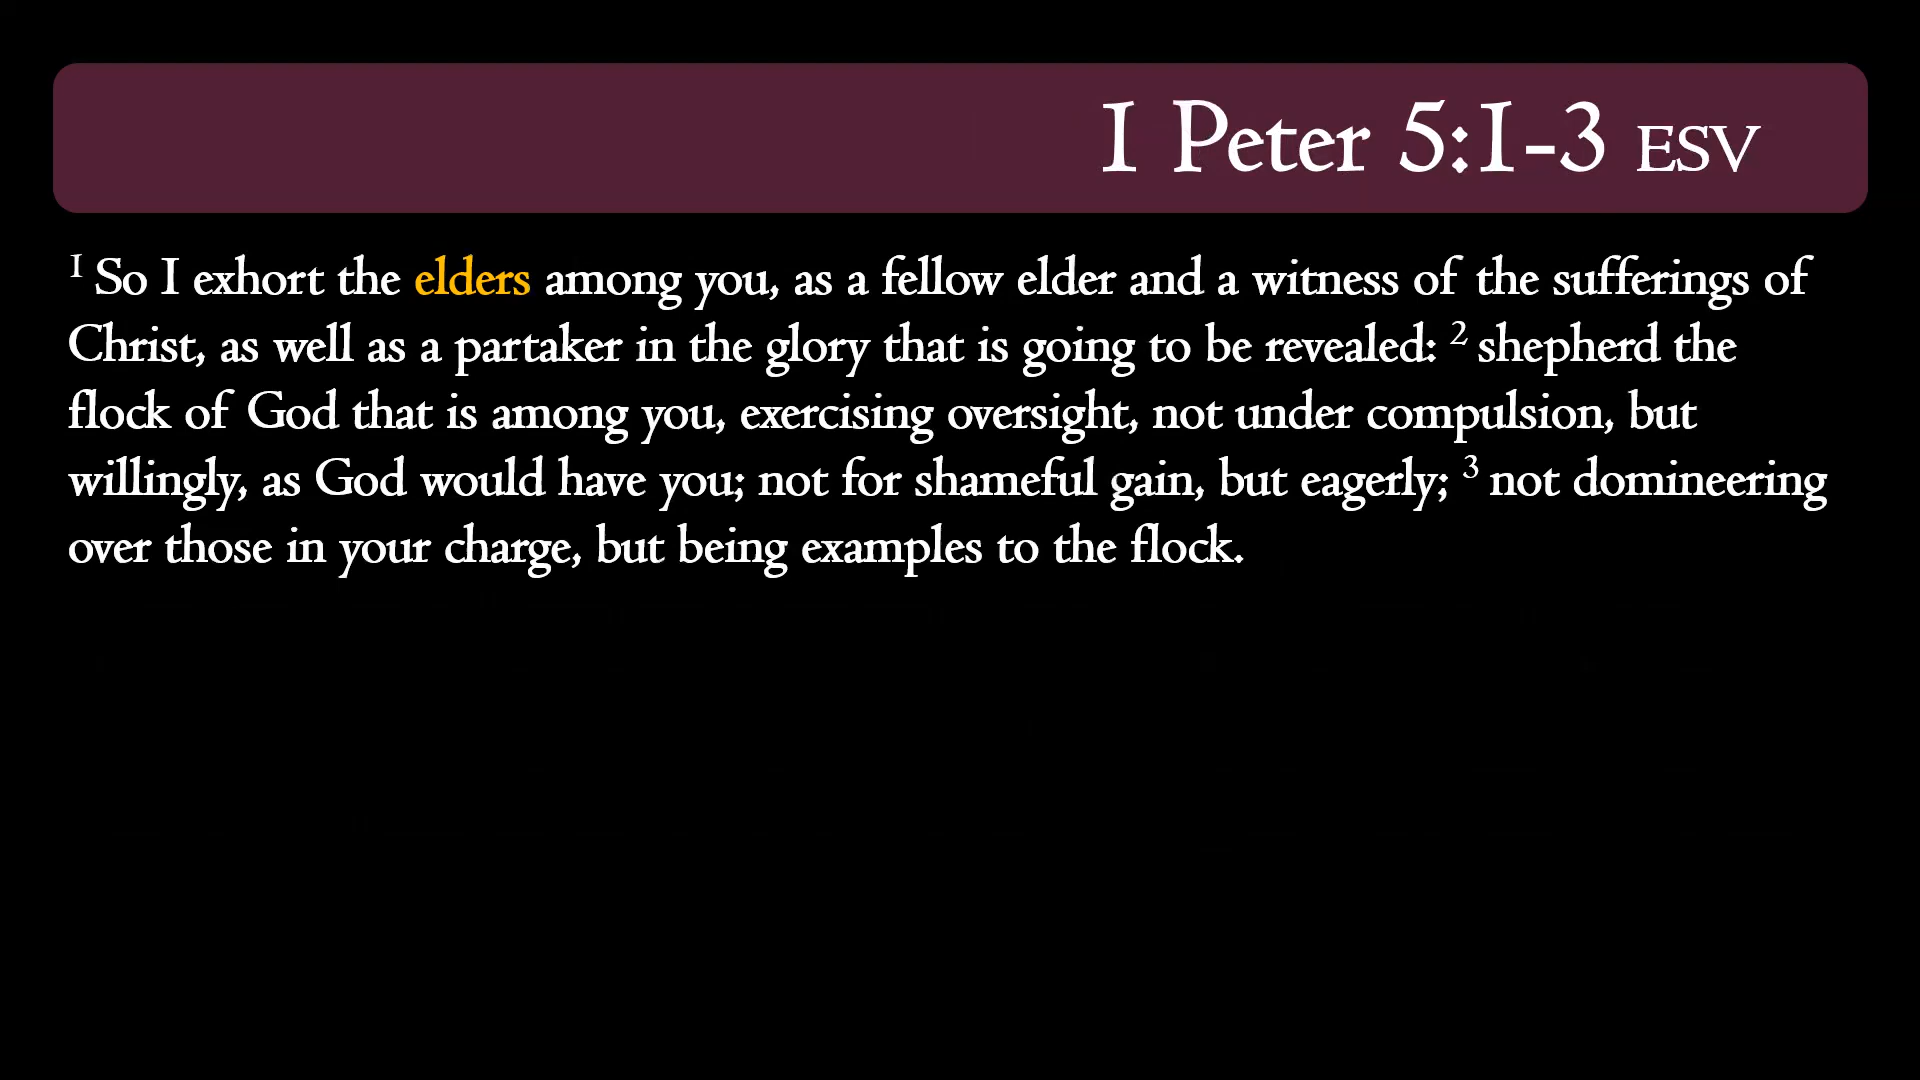 1 Peter 5:1-3 ESV
1 So I exhort the elders among you, as a fellow elder and a witness of the sufferings of
Christ, as well as a partaker in the glory that is going to be revealed: 2 shepherd the
flock of God that is among you, exercising oversight, not under compulsion, but
willingly, as God would have you; not for shameful gain, but eagerly; 3 not domineering
over those in your charge, but being examples to the flock.